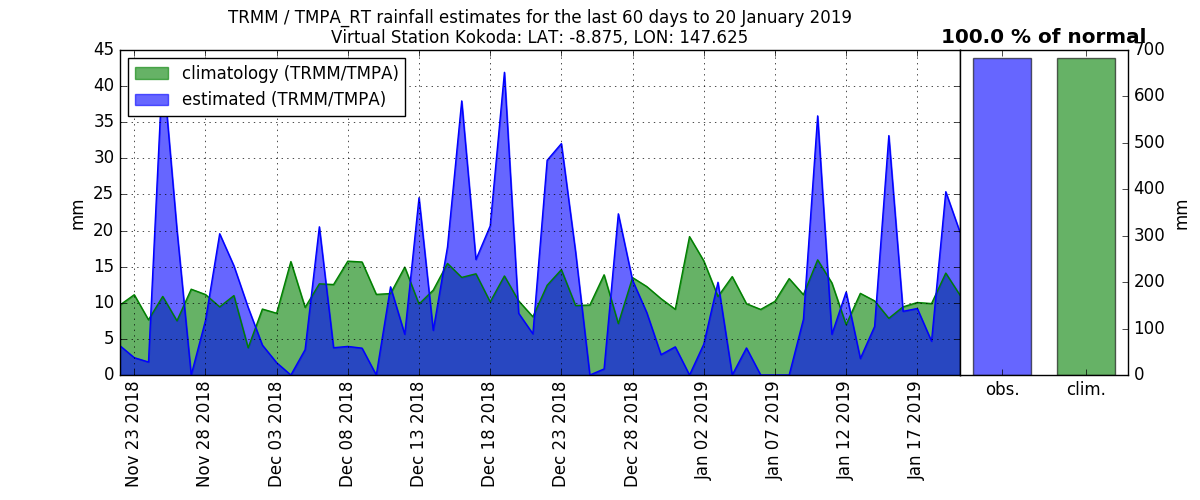 TRMM / TMPA_RT rainfall estimates for the last 60 days to 20 January 2019
Virtual Station Kokoda: LAT: -8.875, LON: 147.625
100.0 % of normal
climatology (TRMM/TMPA)
estimated (TRMM/TMPA)
45
40
35
30
25
20
15
10
5
0
mm
Nov 23 2018
Nov 28 2018
Dec 03 2018
Dec 08 2018
Dec 13 2018
Dec 18 2018
Dec 23 2018
Dec 28 2018
Jan 02 2019
Jan 07 2019
Jan 12 2019
Jan 17 2019
700
600
500
400
300
200
100
0
mm
obs.
clim.